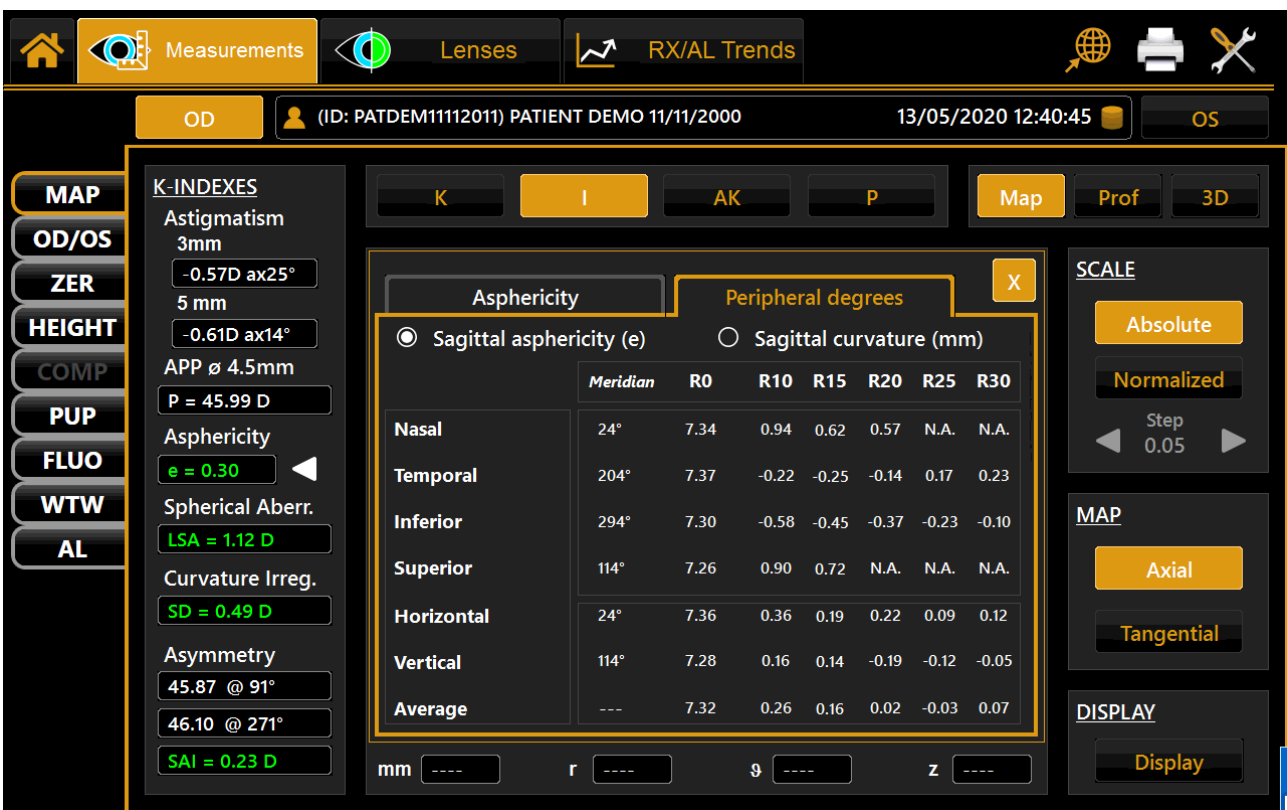 Measurements Lenses RX/AL Trends
OD (ID: PATDEM11112011) PATIENT DEMO 11/11/2000 13/05/2020 12:40:45 OS
MAP
OD/OS
ZER
HEIGHT
COMP
PUP
FLUO
WTW
AL
K-INDEXES
Astigmatism
3mm
-0.57D ax25°
5 mm
-0.61D ax14°
APP ø 4.5mm
P = 45.99 D
Asphericity
e = 0.30
Spherical Aberr.
LSA = 1.12 D
Curvature Irreg.
SD = 0.49 D
Asymmetry
45.87 @ 91°
46.10 @ 271°
SAI = 0.23 D
K I AK P Map Prof 3D
Asphericity Peripheral degrees X
Sagittal asphericity (e) Sagittal curvature (mm)
Meridian R0 R10 R15 R20 R25 R30
Nasal 24° 7.34 0.94 0.62 0.57 N.A. N.A.
Temporal 204° 7.37 -0.22 -0.25 -0.14 0.17 0.23
Inferior 294° 7.30 -0.58 -0.45 -0.37 -0.23 -0.10
Superior 114° 7.26 0.90 0.72 N.A. N.A. N.A.
Horizontal 24° 7.36 0.36 0.19 0.22 0.09 0.12
Vertical 114° 7.28 0.16 0.14 -0.19 -0.12 -0.05
Average --- 7.32 0.26 0.16 0.02 -0.03 0.07
mm ---- r ---- ϑ ---- z ----
SCALE
Absolute
Normalized
Step
0.05
MAP
Axial
Tangential
DISPLAY
Display